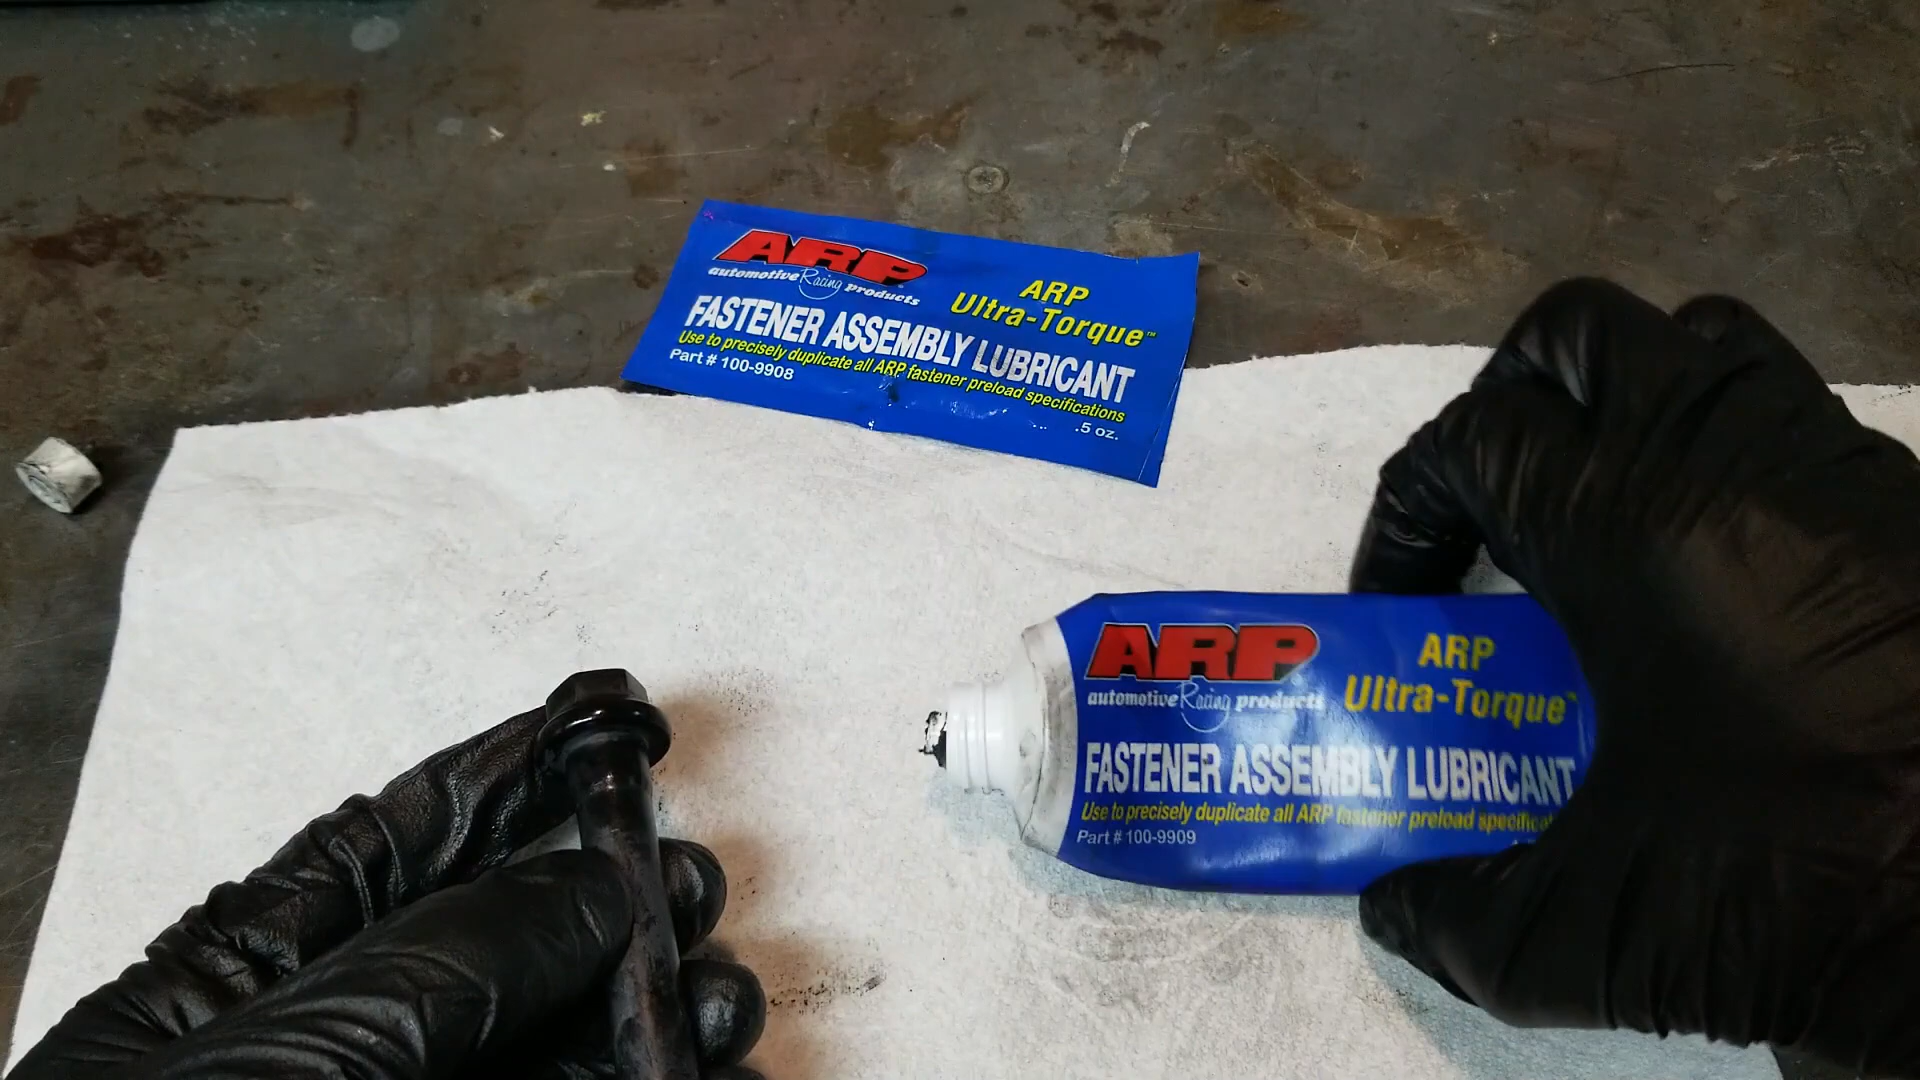 ARP
automotive Racing products
ARP
Ultra-Torque™
FASTENER ASSEMBLY LUBRICANT
Use to precisely duplicate all ARP fastener preload specifications
Part # 100-9908
.5 oz.
ARP
automotive Racing products
ARP
Ultra-Torque™
FASTENER ASSEMBLY LUBRICANT
Use to precisely duplicate all ARP fastener preload
Part # 100-9909